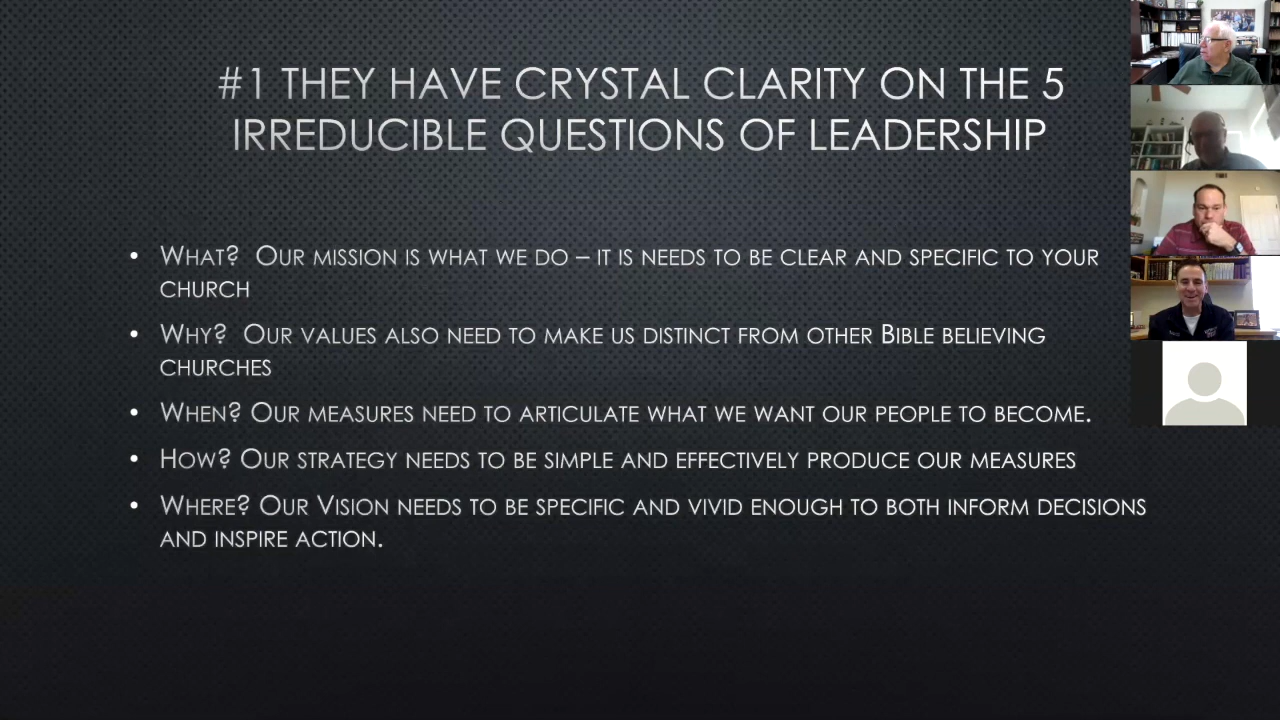 #1 THEY HAVE CRYSTAL CLARITY ON THE 5
IRREDUCIBLE QUESTIONS OF LEADERSHIP
• WHAT? OUR MISSION IS WHAT WE DO – IT IS NEEDS TO BE CLEAR AND SPECIFIC TO YOUR
CHURCH
• WHY? OUR VALUES ALSO NEED TO MAKE US DISTINCT FROM OTHER BIBLE BELIEVING
CHURCHES
• WHEN? OUR MEASURES NEED TO ARTICULATE WHAT WE WANT OUR PEOPLE TO BECOME.
• HOW? OUR STRATEGY NEEDS TO BE SIMPLE AND EFFECTIVELY PRODUCE OUR MEASURES
• WHERE? OUR VISION NEEDS TO BE SPECIFIC AND VIVID ENOUGH TO BOTH INFORM DECISIONS
AND INSPIRE ACTION.